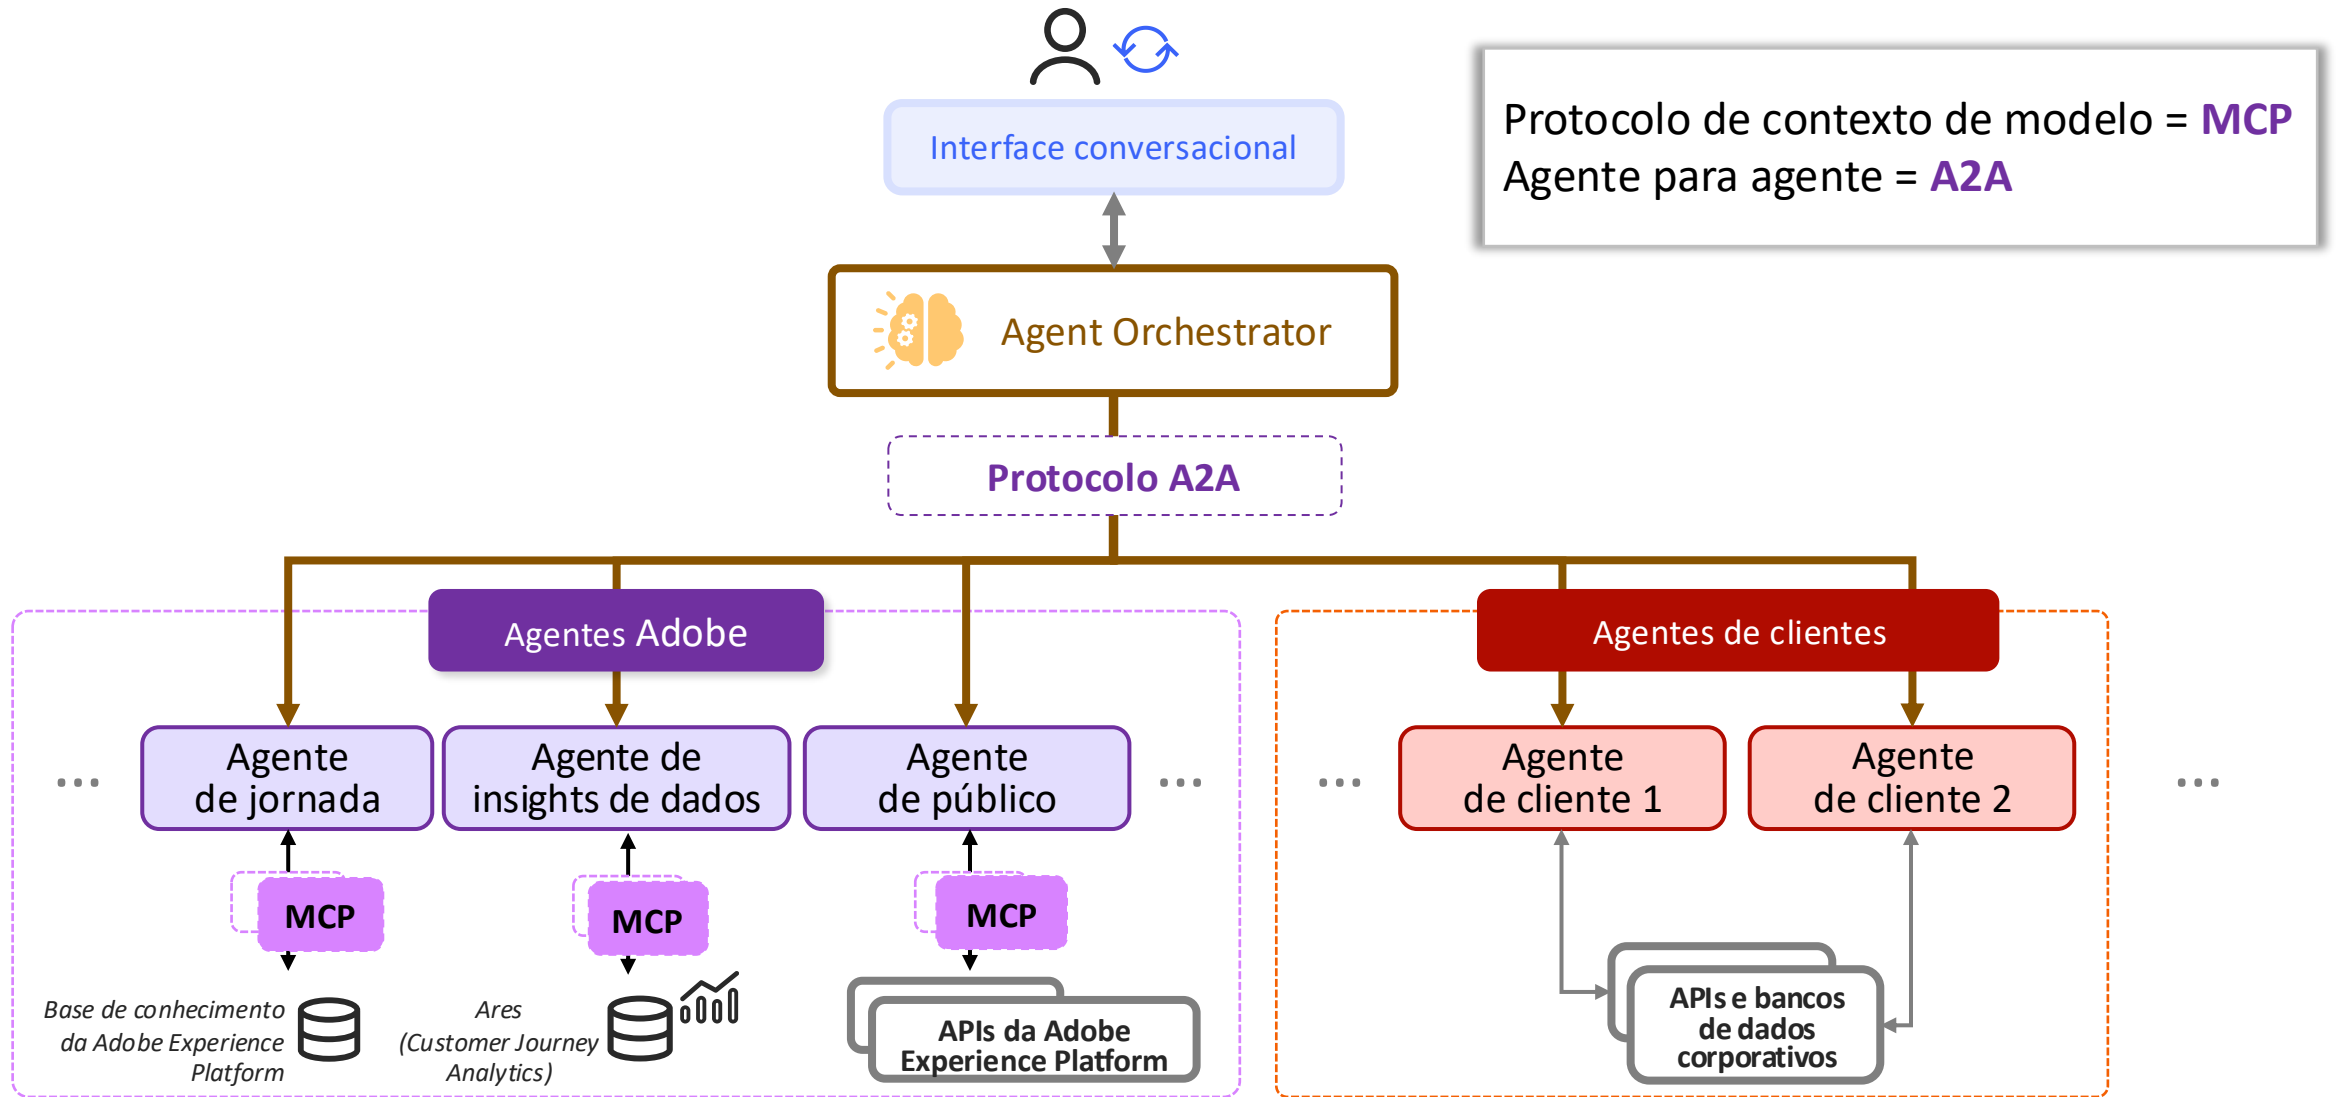 Protocolo de contexto de modelo = MCP
Agente para agente = A2A
Interface conversacional
Agent Orchestrator
Protocolo A2A
Agentes Adobe
Agentes de clientes
...
Agente
de jornada
Agente de
insights de dados
Agente
de público
...
...
Agente
de cliente 1
Agente
de cliente 2
...
MCP
MCP
MCP
Base de conhecimento
da Adobe Experience
Platform
Ares
(Customer Journey
Analytics)
APIs da Adobe
Experience Platform
APIs e bancos
de dados
corporativos